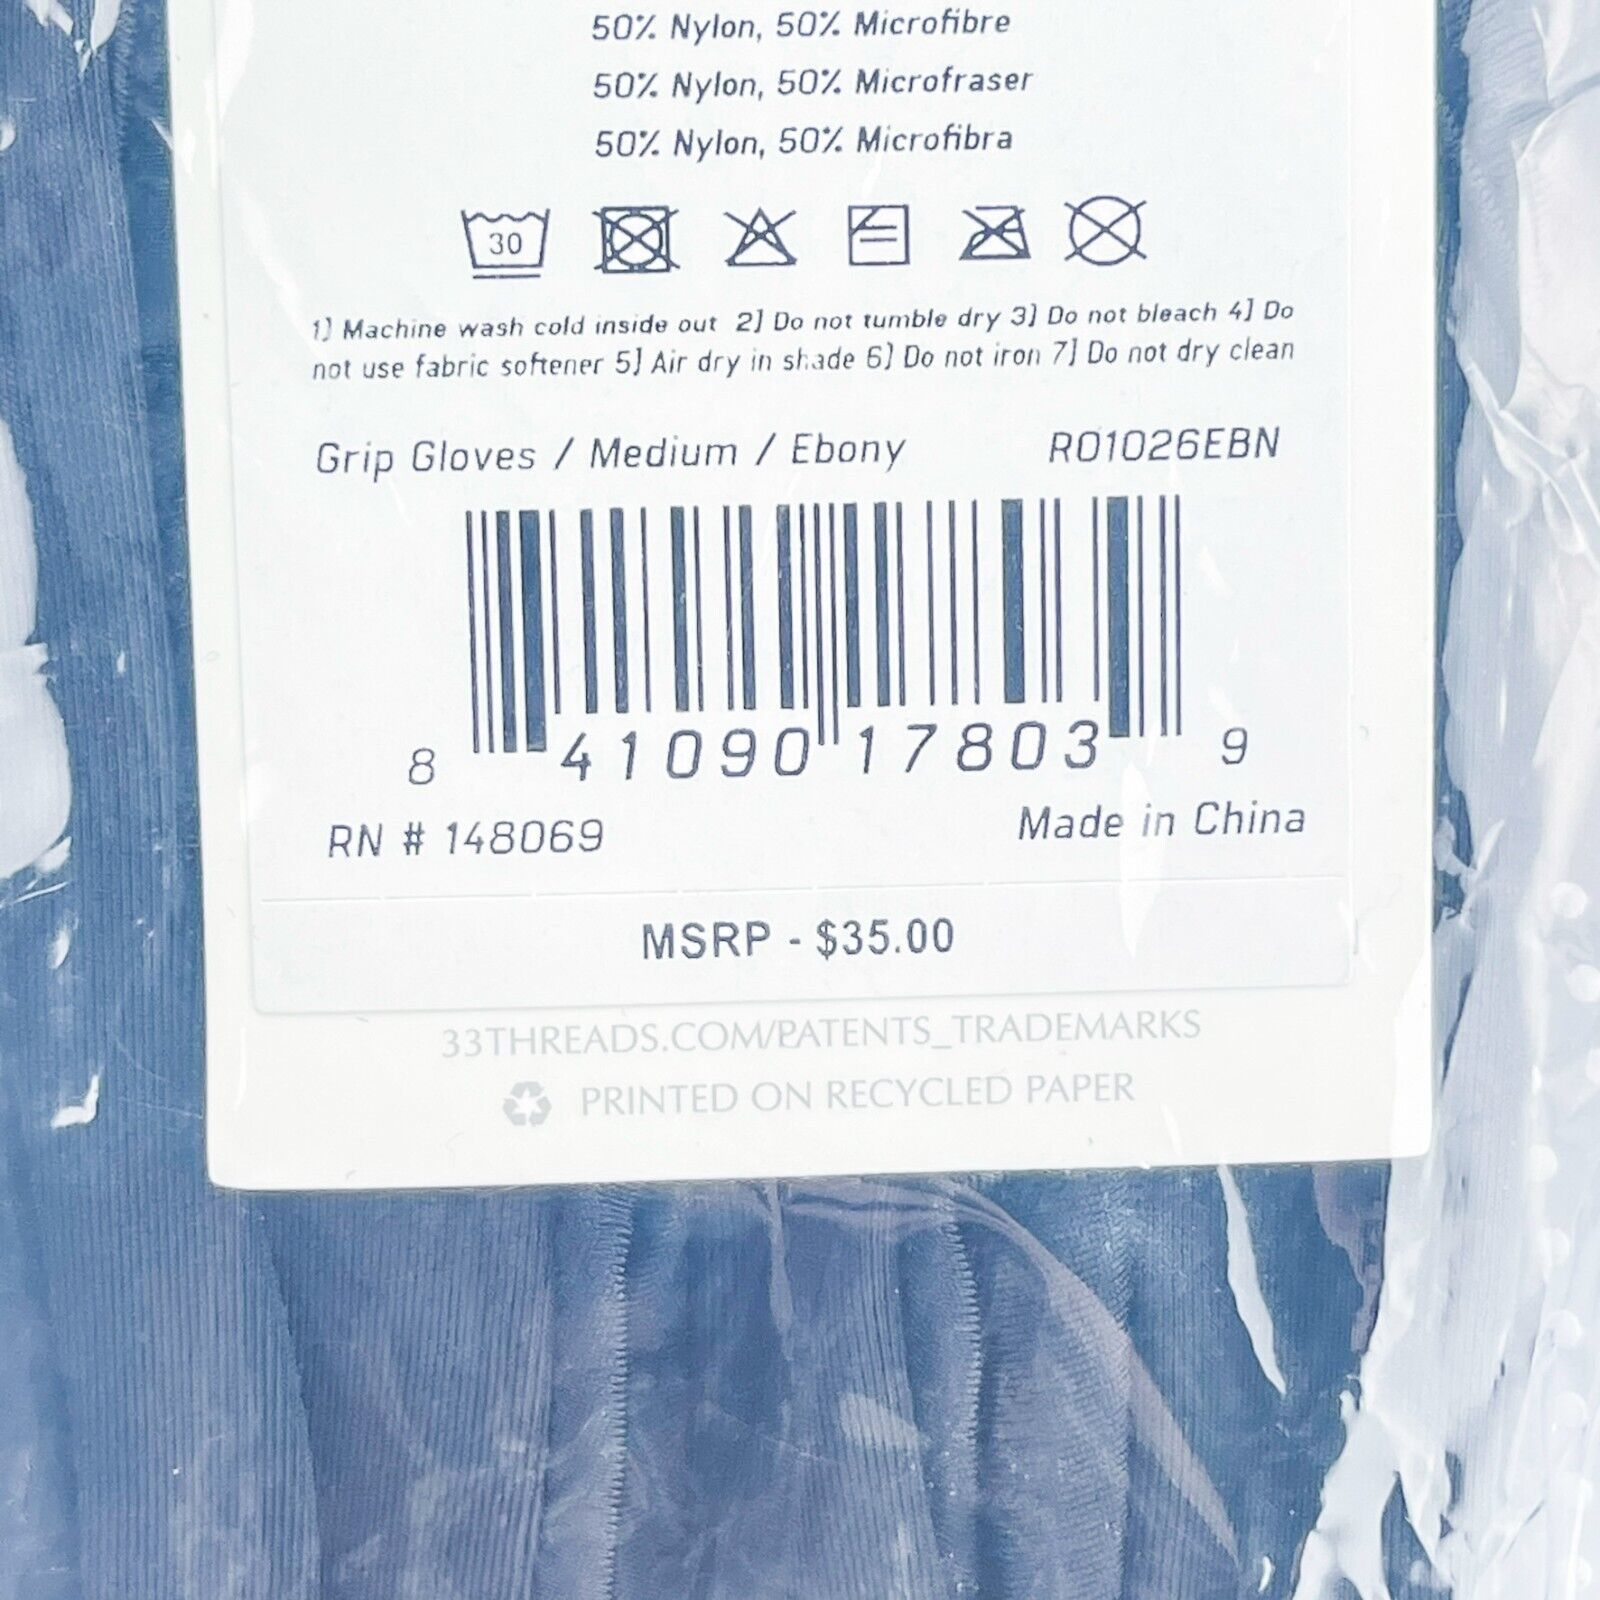 50% Nylon, 50% Microfibre
50% Nylon, 50% Microfraser
50% Nylon, 50% Microfibra
30
1] Machine wash cold inside out 2] Do not tumble dry 3] Do not bleach 4] Do
not use fabric softener 5] Air dry in shade 6] Do not iron 7] Do not dry clean
Grip Gloves / Medium / Ebony R01026EBN
8 41090 17803 9
RN # 148069 Made in China
MSRP - $35.00
33THREADS.COM/PATENTS_TRADEMARKS
PRINTED ON RECYCLED PAPER